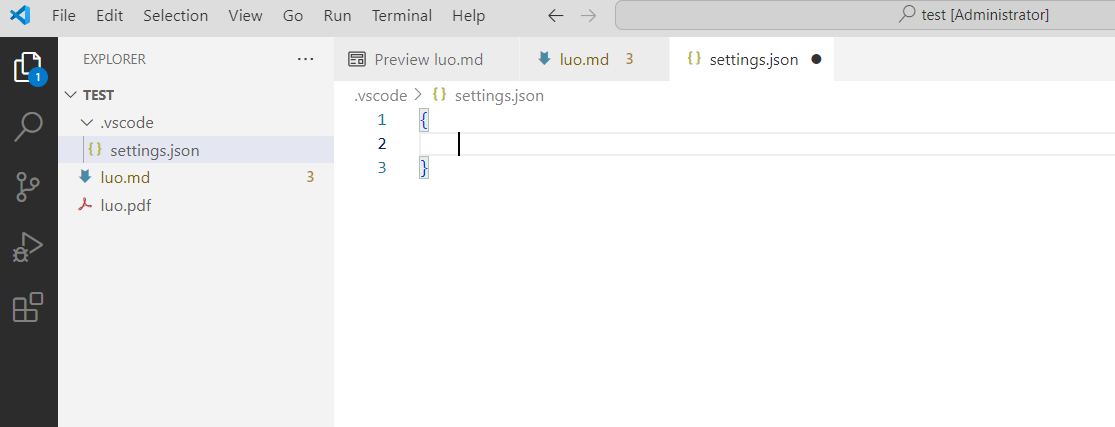 File Edit Selection View Go Run Terminal Help
test [Administrator]
1
EXPLORER
TEST
.vscode
settings.json
luo.md 3
luo.pdf
Preview luo.md luo.md 3 settings.json
.vscode > settings.json
1 {
2
3 }